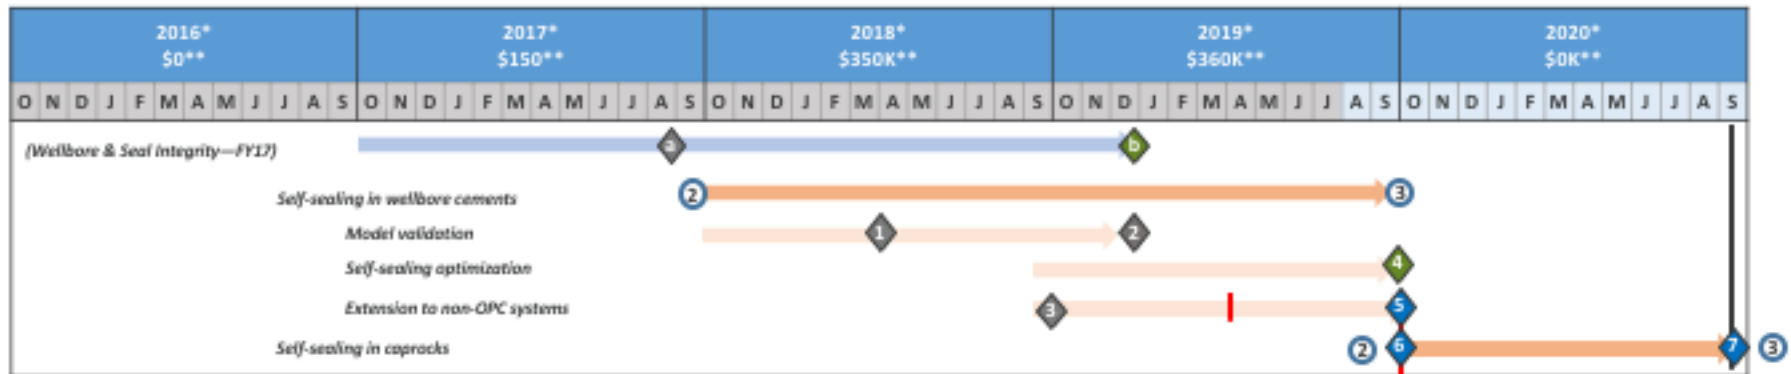 2016* 2017* 2018* 2019* 2020*
$0** $150** $350K** $360K** $0K**
O N D J F M A M J J A S O N D J F M A M J J A S O N D J F M A M J J A S O N D J F M A M J J A S O N D J F M A M J J A S
(Wellbore & Seal Integrity—FY17) a b
Self-sealing in wellbore cements 2 3
Model validation 1 2
Self-sealing optimization 4
Extension to non-OPC systems 3 5
Self-sealing in caprocks 2 6 7 3